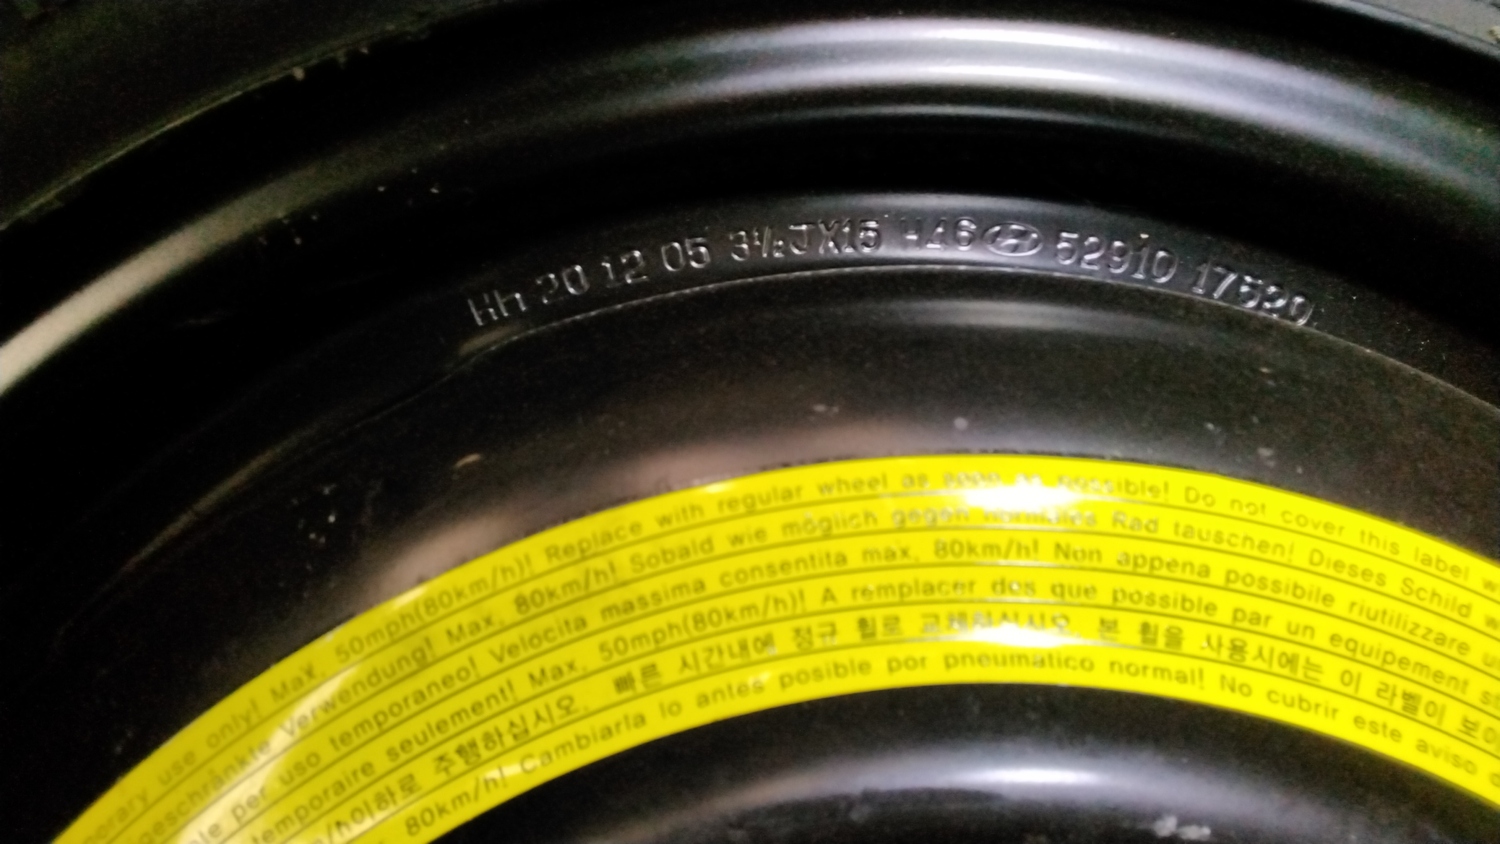 20 12 05 3½JX15 H46 52910 17520
porary use only! Max, 50mph(80km/h)! Replace with regular wheel as soon as possible! Do not cover this label
geschränkte Verwendung! Max, 80km/h! Sobald wie möglich gegen normales Rad tauschen! Dieses Schild
le per uso temporaneo! Velocita massima consentita max, 80km/h! Non appena possibile riutilizzare
temporaire seulement! Max, 50mph(80km/h)! A remplacer des que possible par un equipement
m/h이하로 주행하십시오. 빠른 시간내에 정규 휠로 교체하십시오. 본 휠을 사용시에는 이 라벨이
80km/h! Cambiarla lo antes posible por pneumatico normal! No cubrir este aviso